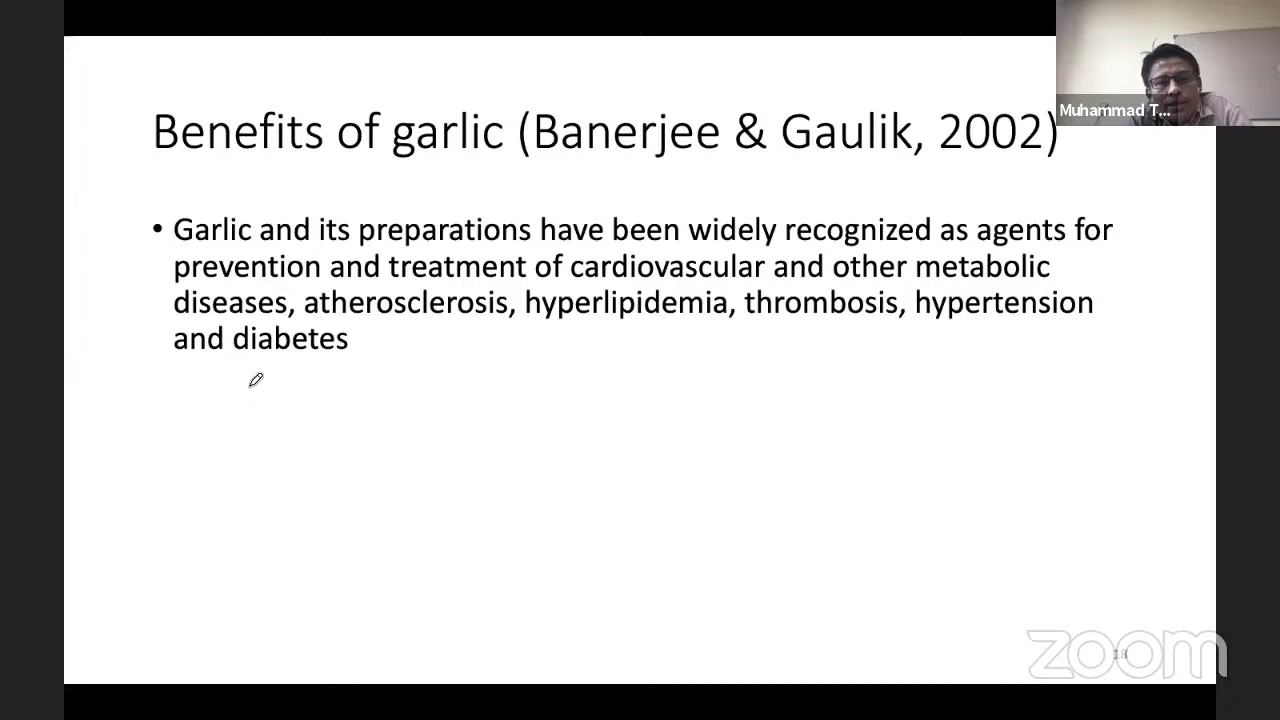 Benefits of garlic (Banerjee & Gaulik, 2002)
Muhammad T...
• Garlic and its preparations have been widely recognized as agents for
prevention and treatment of cardiovascular and other metabolic
diseases, atherosclerosis, hyperlipidemia, thrombosis, hypertension
and diabetes
zoom
18